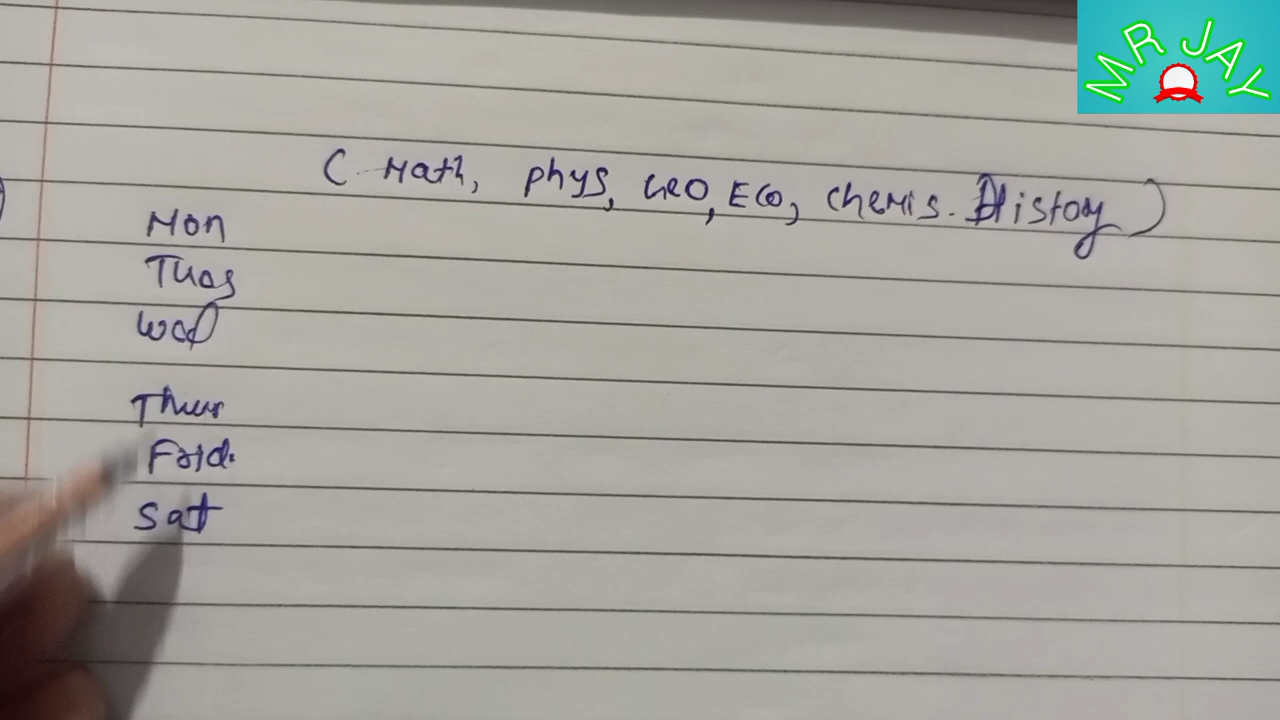 MR JAY
( Math, phys, Geo, Eco, Chemis. History )
Mon
Tues
Wed
Thur
Frid.
Sat